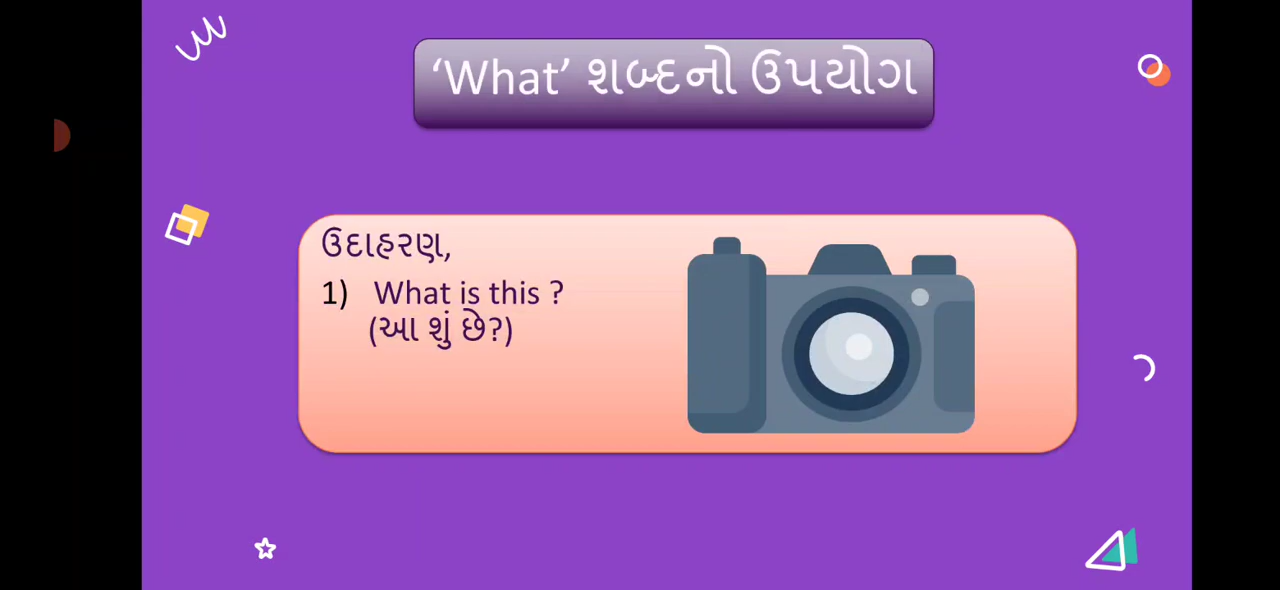 ‘What’ શબ્દનો ઉપયોગ
ઉદાહરણ,
1) What is this ?
(આ શું છે?)